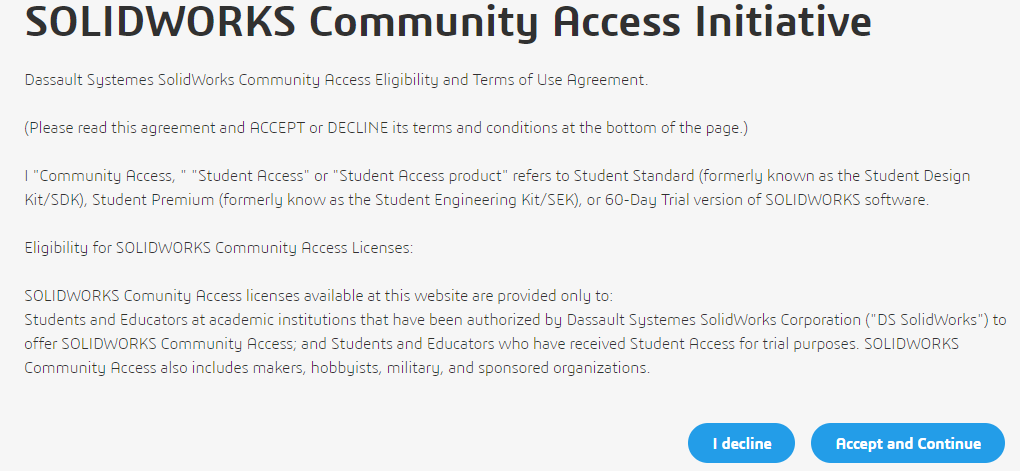 SOLIDWORKS Community Access Initiative
Dassault Systemes SolidWorks Community Access Eligibility and Terms of Use Agreement.
(Please read this agreement and ACCEPT or DECLINE its terms and conditions at the bottom of the page.)
I "Community Access, " "Student Access" or "Student Access product" refers to Student Standard (formerly known as the Student Design
Kit/SDK), Student Premium (formerly know as the Student Engineering Kit/SEK), or 60-Day Trial version of SOLIDWORKS software.
Eligibility for SOLIDWORKS Community Access Licenses:
SOLIDWORKS Comunity Access licenses available at this website are provided only to:
Students and Educators at academic institutions that have been authorized by Dassault Systemes SolidWorks Corporation ("DS SolidWorks") to
offer SOLIDWORKS Community Access; and Students and Educators who have received Student Access for trial purposes. SOLIDWORKS
Community Access also includes makers, hobbyists, military, and sponsored organizations.
I decline
Accept and Continue